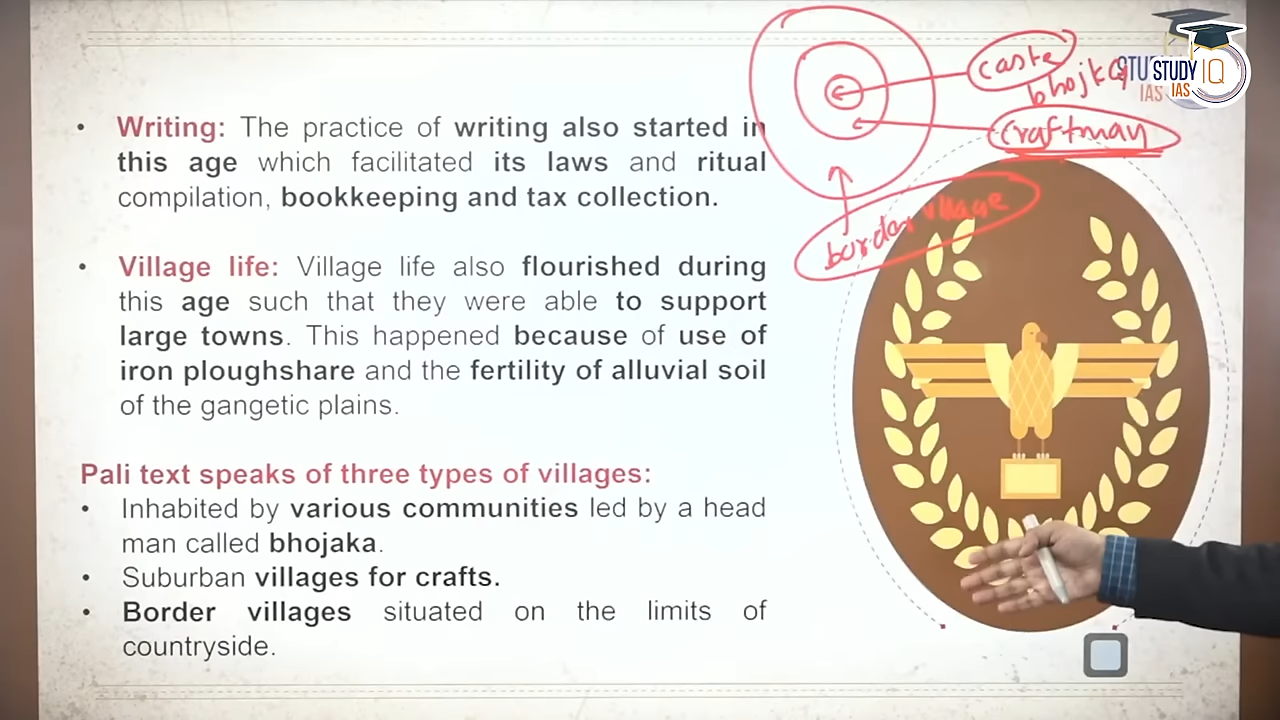 • Writing: The practice of writing also started in
this age which facilitated its laws and ritual
compilation, bookkeeping and tax collection.
• Village life: Village life also flourished during
this age such that they were able to support
large towns. This happened because of use of
iron ploughshare and the fertility of alluvial soil
of the gangetic plains.
Pali text speaks of three types of villages:
• Inhabited by various communities led by a head
man called bhojaka.
• Suburban villages for crafts.
• Border villages situated on the limits of
countryside.
caste
craftman
border village
STUDY IQ
IAS